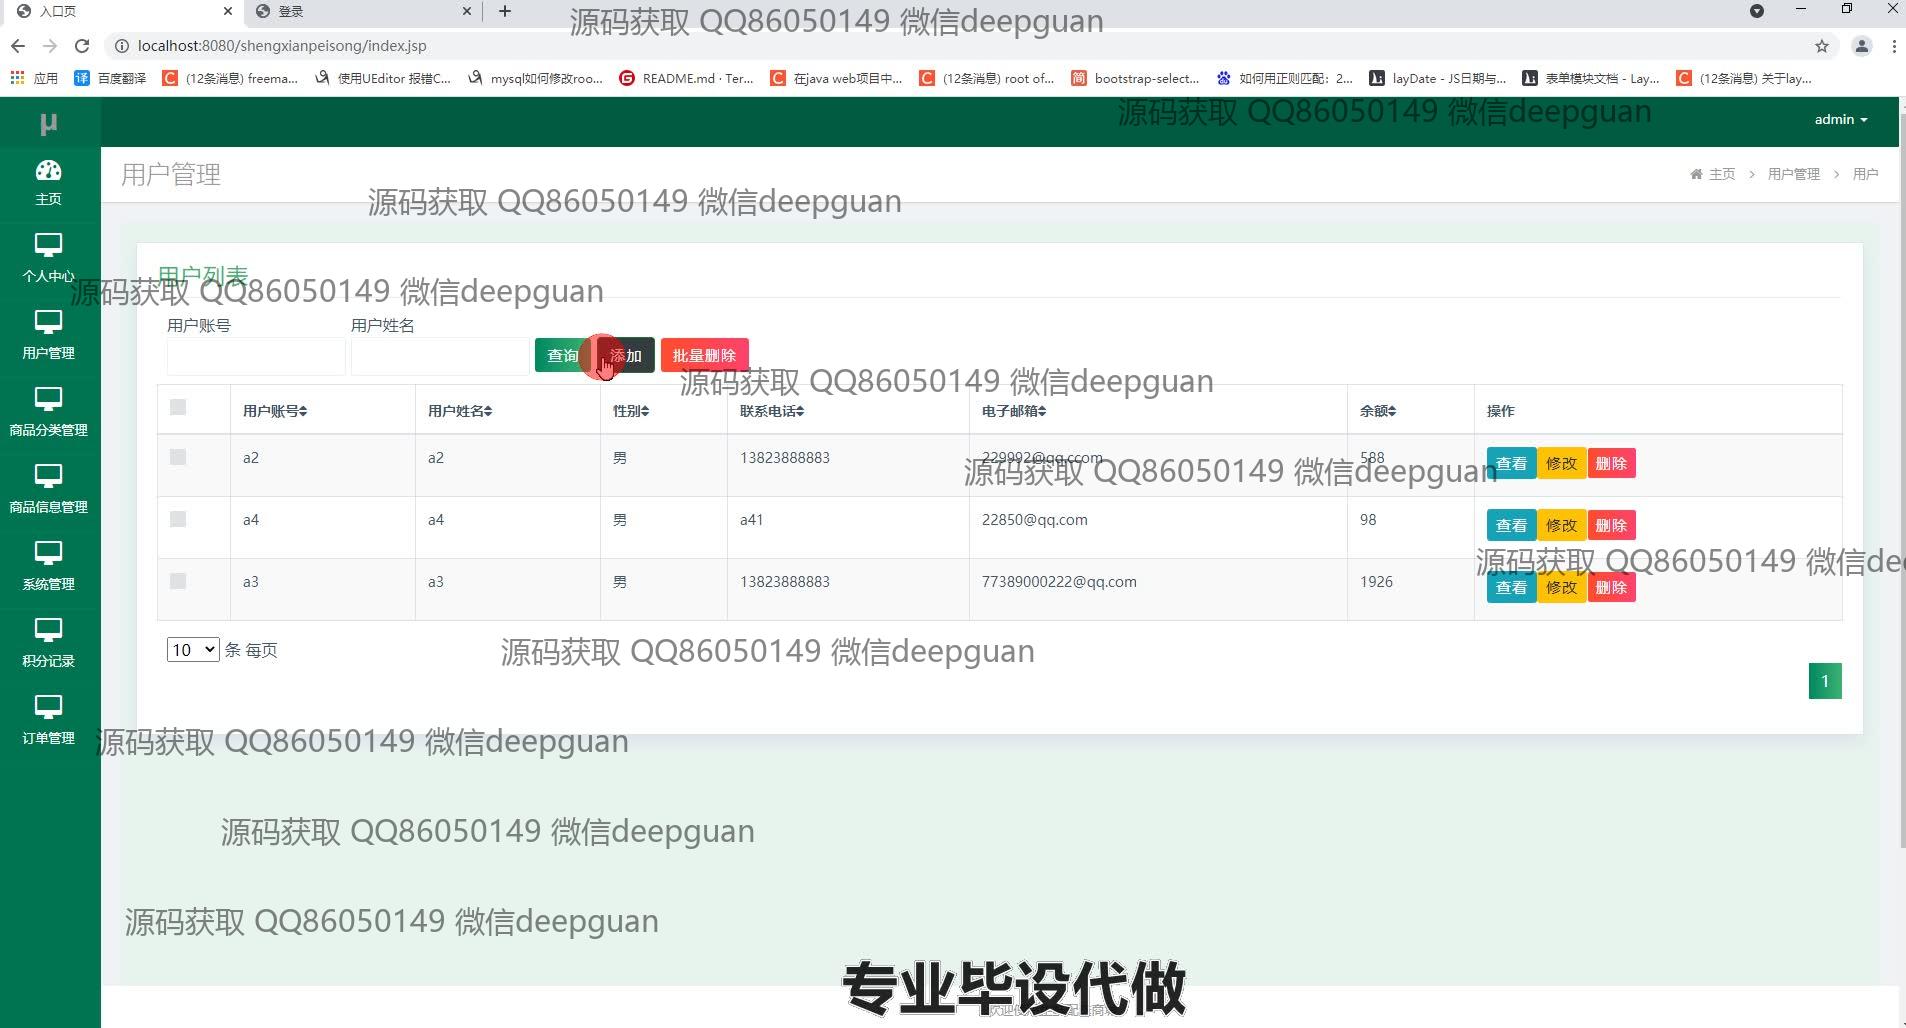 入口页
登录
源码获取 QQ86050149 微信deepguan
localhost:8080/shengxianpeisong/index.jsp
应用
百度翻译
(12条消息) freema...
使用UEditor 报错C...
mysql如何修改roo...
README.md · Ter...
在java web项目中...
(12条消息) root of...
bootstrap-select...
如何用正则匹配：2...
layDate - JS日期与...
表单模块文档 - Lay...
(12条消息) 关于lay...
μ
源码获取 QQ86050149 微信deepguan
admin
主页
用户管理
主页 > 用户管理 > 用户
源码获取 QQ86050149 微信deepguan
个人中心
用户列表
源码获取 QQ86050149 微信deepguan
用户账号
用户姓名
查询
添加
批量删除
用户管理
源码获取 QQ86050149 微信deepguan
用户账号 用户姓名 性别 联系电话 电子邮箱 余额 操作
商品分类管理
a2 a2 男 13823888883 229992@qq.ccom 588 查看 修改 删除
源码获取 QQ86050149 微信deepguan
商品信息管理
a4 a4 男 a41 22850@qq.com 98 查看 修改 删除
源码获取 QQ86050149 微信dee
系统管理
a3 a3 男 13823888883 77389000222@qq.com 1926 查看 修改 删除
10 条 每页
源码获取 QQ86050149 微信deepguan
积分记录
1
订单管理
源码获取 QQ86050149 微信deepguan
源码获取 QQ86050149 微信deepguan
源码获取 QQ86050149 微信deepguan
专业毕设代做